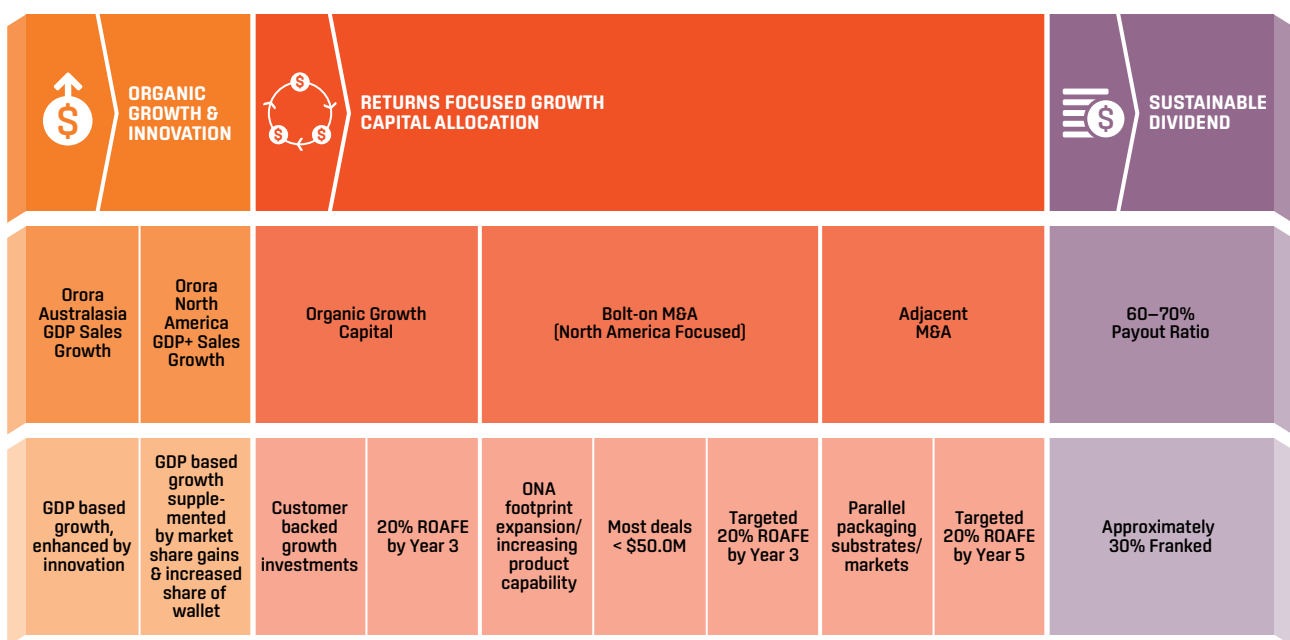 ORGANIC
GROWTH &
INNOVATION
RETURNS FOCUSED GROWTH
CAPITAL ALLOCATION
SUSTAINABLE
DIVIDEND
Orora
Australasia
GDP Sales
Growth
Orora
North
America
GDP+ Sales
Growth
Organic Growth
Capital
Bolt-on M&A
(North America Focused)
Adjacent
M&A
60–70%
Payout Ratio
GDP based
growth,
enhanced by
innovation
GDP based
growth
supple-
mented
by market
share gains
& increased
share of
wallet
Customer
backed
growth
investments
20% ROAFE
by Year 3
ONA
footprint
expansion/
increasing
product
capability
Most deals
< $50.0M
Targeted
20% ROAFE
by Year 3
Parallel
packaging
substrates/
markets
Targeted
20% ROAFE
by Year 5
Approximately
30% Franked